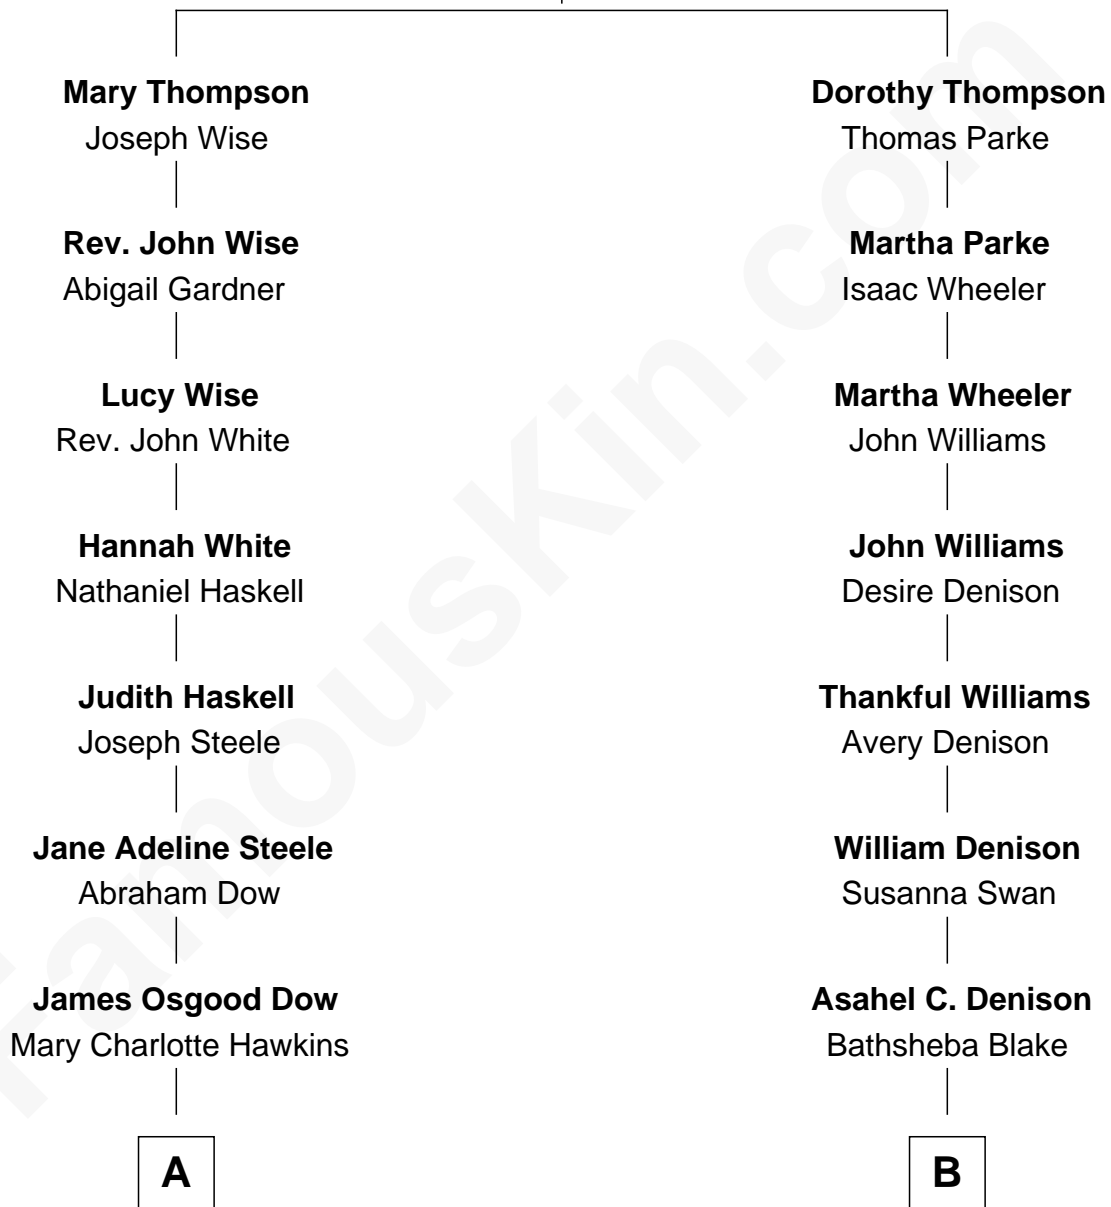 Mary Thompson
Joseph Wise
Rev. John Wise
Abigail Gardner
Lucy Wise
Rev. John White
Hannah White
Nathaniel Haskell
Judith Haskell
Joseph Steele
Jane Adeline Steele
Abraham Dow
James Osgood Dow
Mary Charlotte Hawkins
A
Dorothy Thompson
Thomas Parke
Martha Parke
Isaac Wheeler
Martha Wheeler
John Williams
John Williams
Desire Denison
Thankful Williams
Avery Denison
William Denison
Susanna Swan
Asahel C. Denison
Bathsheba Blake
B
FamousKin.com